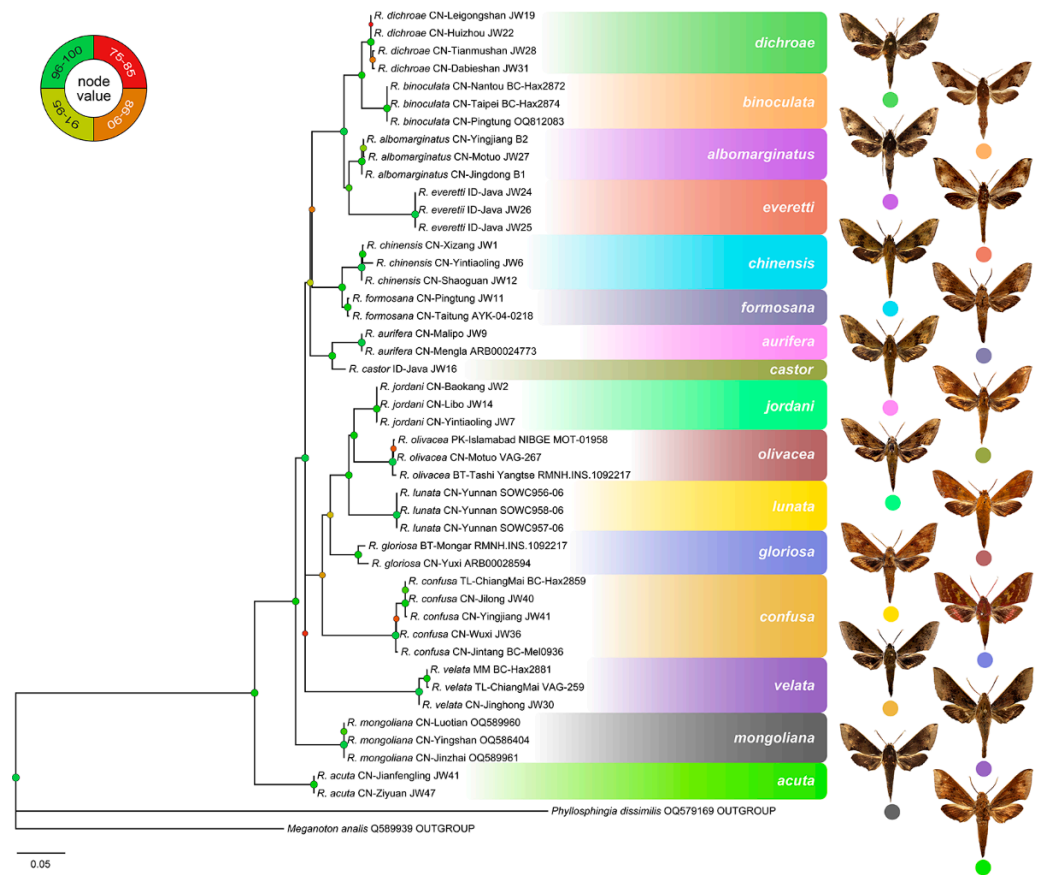 96-100
75-85
node
value
91-95
86-90
R. dichroae CN-Leigongshan JW19
R. dichroae CN-Huizhou JW22
dichroae
R. dichroae CN-Tianmushan JW28
R. dichroae CN-Dabieshan JW31
R. binoculata CN-Nantou BC-Hax2872
R. binoculata CN-Taipei BC-Hax2874
binoculata
R. binoculata CN-Pingtung OQ812083
R. albomarginatus CN-Yingjiang B2
R. albomarginatus CN-Motuo JW27
albomarginatus
R. albomarginatus CN-Jingdong B1
R. everetti ID-Java JW24
R. everetii ID-Java JW26
everetti
R. everetti ID-Java JW25
R. chinensis CN-Xizang JW1
R. chinensis CN-Yintiaoling JW6
chinensis
R. chinensis CN-Shaoguan JW12
R. formosana CN-Pingtung JW11
formosana
R. formosana CN-Taitung AYK-04-0218
R. aurifera CN-Malipo JW9
aurifera
R. aurifera CN-Mengla ARB00024773
R. castor ID-Java JW16
castor
R. jordani CN-Baokang JW2
R. jordani CN-Libo JW14
jordani
R. jordani CN-Yintiaoling JW7
R. olivacea PK-Islamabad NIBGE MOT-01958
R. olivacea CN-Motuo VAG-267
olivacea
R. olivacea BT-Tashi Yangtse RMNH.INS.1092217
R. lunata CN-Yunnan SOWC956-06
R. lunata CN-Yunnan SOWC958-06
lunata
R. lunata CN-Yunnan SOWC957-06
R. gloriosa BT-Mongar RMNH.INS.1092217
gloriosa
R. gloriosa CN-Yuxi ARB00028594
R. confusa TL-ChiangMai BC-Hax2859
R. confusa CN-Jilong JW40
R. confusa CN-Yingjiang JW41
confusa
R. confusa CN-Wuxi JW36
R. confusa CN-Jintang BC-Mel0936
R. velata MM BC-Hax2881
R. velata TL-ChiangMai VAG-259
velata
R. velata CN-Jinghong JW30
R. mongoliana CN-Luotian OQ589960
R. mongoliana CN-Yingshan OQ586404
mongoliana
R. mongoliana CN-Jinzhai OQ589961
R. acuta CN-Jianfengling JW41
acuta
R. acuta CN-Ziyuan JW47
Phyllosphingia dissimilis OQ579169 OUTGROUP
Meganoton analis Q589939 OUTGROUP
0.05